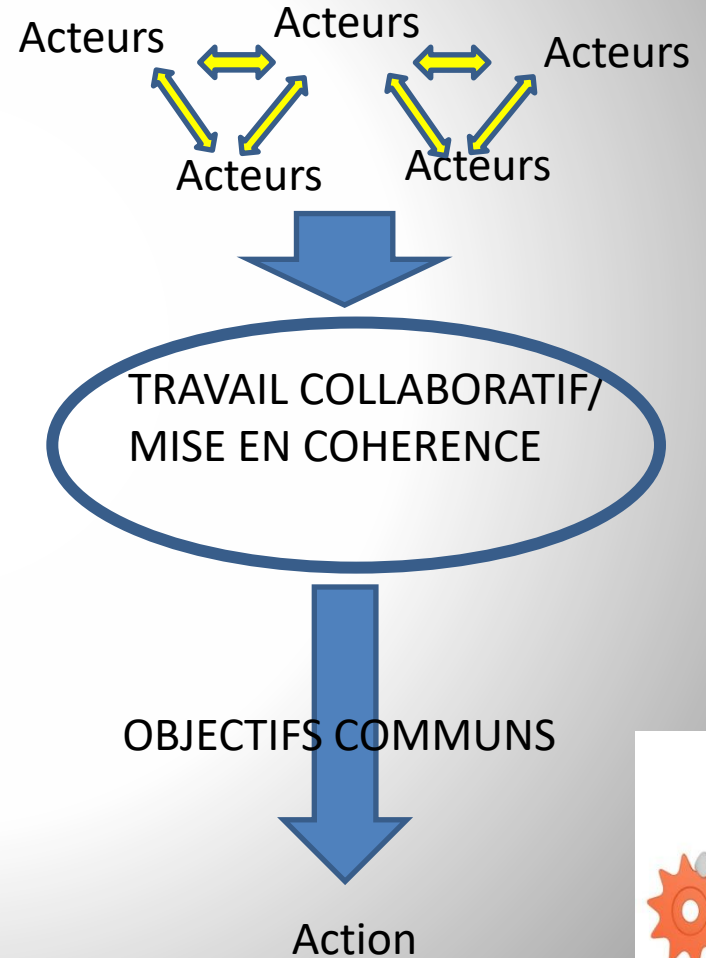 Acteurs
Acteurs
Acteurs
Acteurs
Acteurs
TRAVAIL COLLABORATIF/
MISE EN COHERENCE
OBJECTIFS COMMUNS
Action